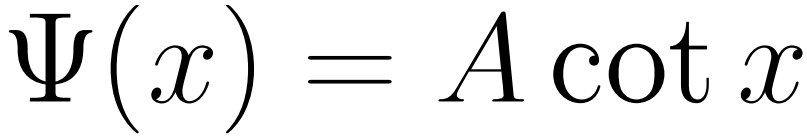 Ψ(x) = A cot x